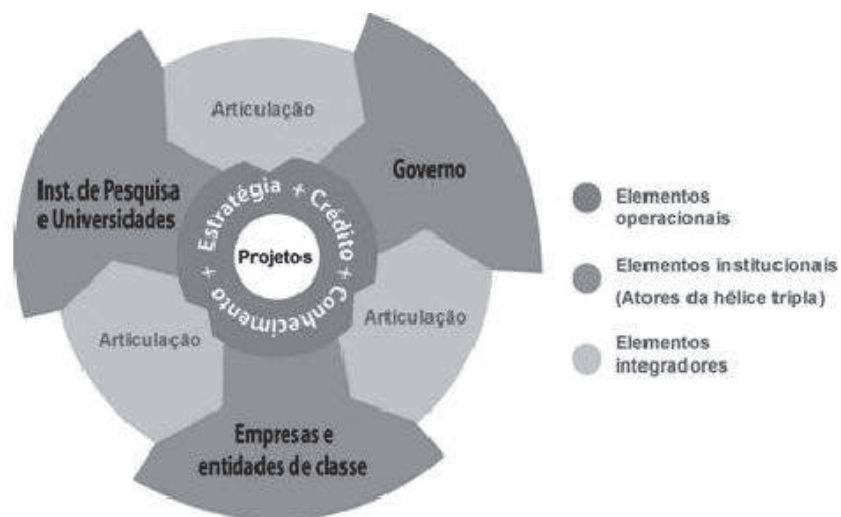 Articulação
Inst. de Pesquisa
e Universidades
Governo
Estratégia + Crédito + Conhecimento +
Projetos
Articulação
Articulação
Empresas e
entidades de classe
Elementos
operacionais
Elementos institucionais
(Atores da hélice tripla)
Elementos
integradores